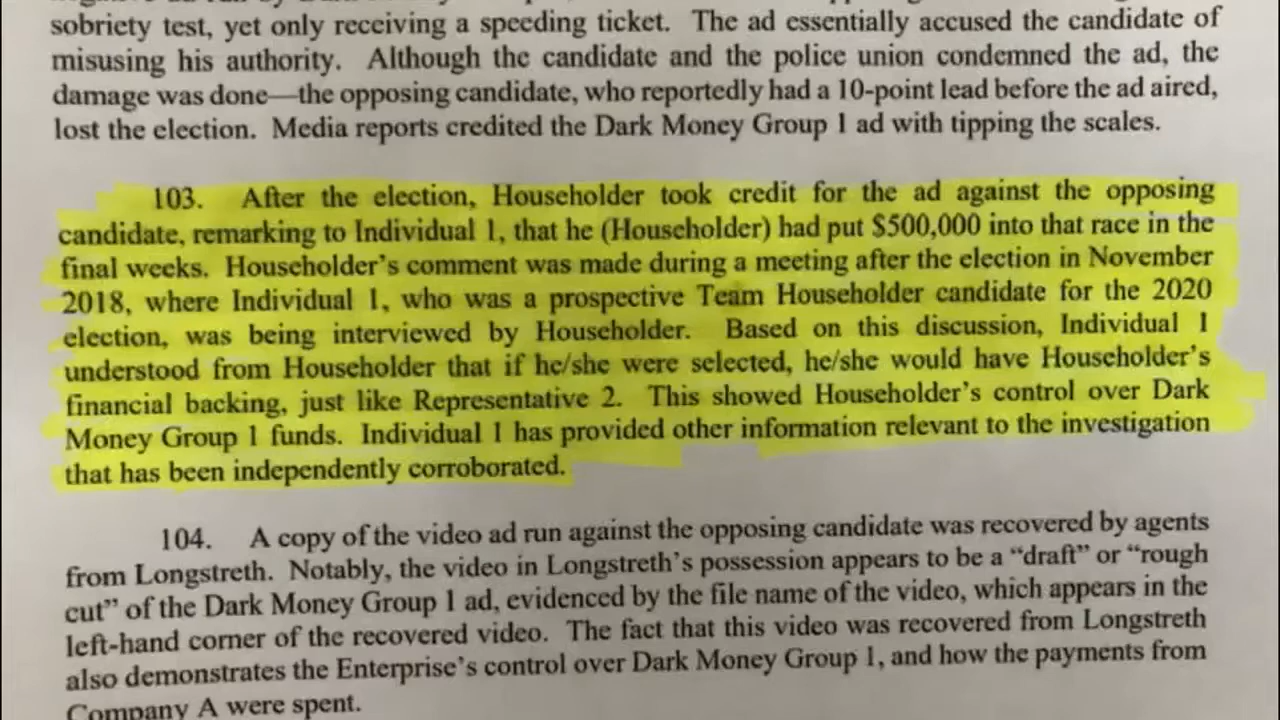 sobriety test, yet only receiving a speeding ticket. The ad essentially accused the candidate of
misusing his authority. Although the candidate and the police union condemned the ad, the
damage was done—the opposing candidate, who reportedly had a 10-point lead before the ad aired,
lost the election. Media reports credited the Dark Money Group 1 ad with tipping the scales.
103. After the election, Householder took credit for the ad against the opposing
candidate, remarking to Individual 1, that he (Householder) had put $500,000 into that race in the
final weeks. Householder's comment was made during a meeting after the election in November
2018, where Individual 1, who was a prospective Team Householder candidate for the 2020
election, was being interviewed by Householder. Based on this discussion, Individual 1
understood from Householder that if he/she were selected, he/she would have Householder's
financial backing, just like Representative 2. This showed Householder's control over Dark
Money Group 1 funds. Individual 1 has provided other information relevant to the investigation
that has been independently corroborated.
104. A copy of the video ad run against the opposing candidate was recovered by agents
from Longstreth. Notably, the video in Longstreth's possession appears to be a “draft” or “rough
cut” of the Dark Money Group 1 ad, evidenced by the file name of the video, which appears in the
left-hand corner of the recovered video. The fact that this video was recovered from Longstreth
also demonstrates the Enterprise's control over Dark Money Group 1, and how the payments from
Company A were spent.